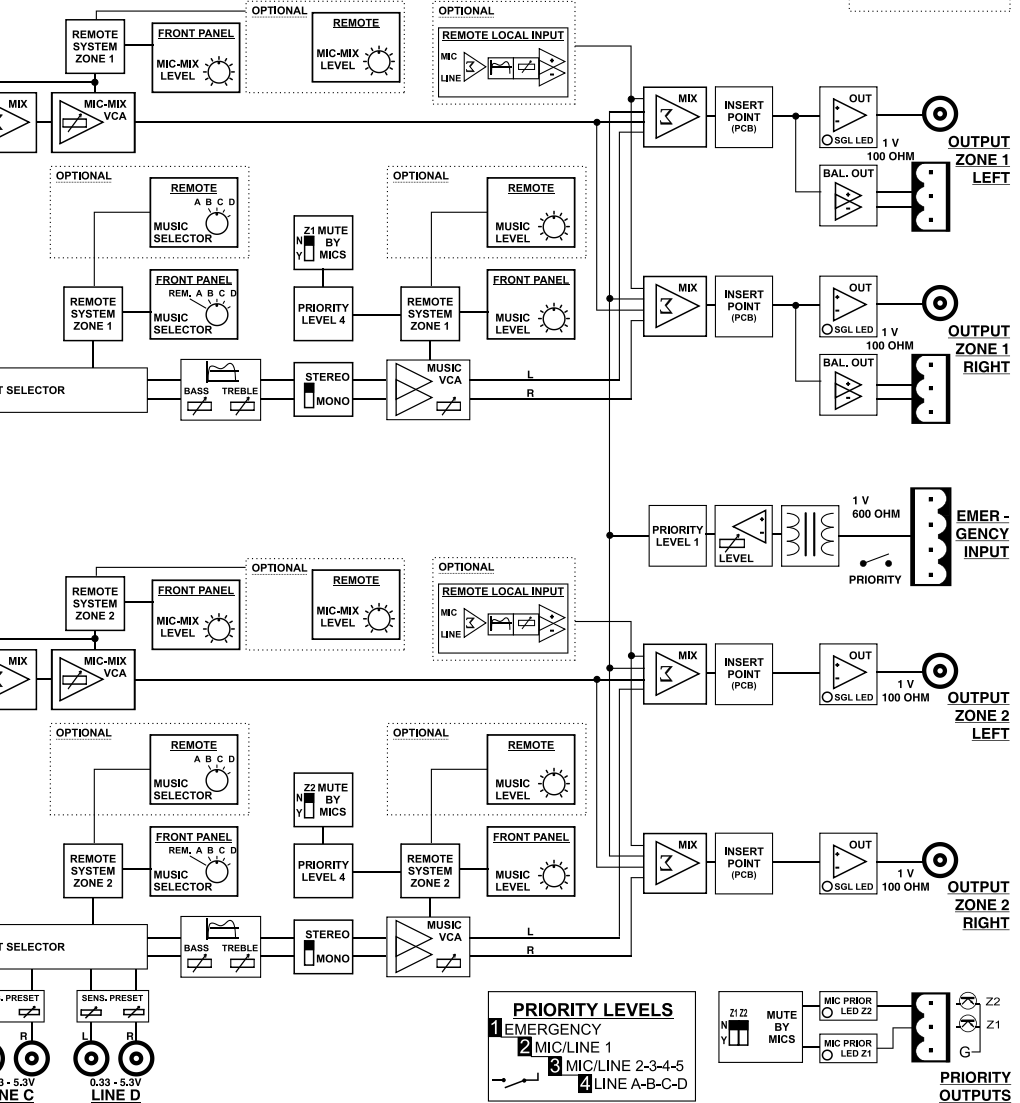 OPTIONAL
REMOTE
SYSTEM
ZONE 1
FRONT PANEL
MIC-MIX
LEVEL
REMOTE
MIC-MIX
LEVEL
OPTIONAL
REMOTE LOCAL INPUT
MIC
LINE
Σ
MIX
MIC-MIX
VCA
MIX
Σ
INSERT
POINT
(PCB)
OUT
SGL LED
1 V
100 OHM
OUTPUT
ZONE 1
LEFT
BAL. OUT
OPTIONAL
REMOTE
A B C D
MUSIC
SELECTOR
OPTIONAL
REMOTE
MUSIC
LEVEL
Z1 MUTE
BY
MICS
N
Y
FRONT PANEL
REM. A B C D
MUSIC
SELECTOR
REMOTE
SYSTEM
ZONE 1
PRIORITY
LEVEL 4
REMOTE
SYSTEM
ZONE 1
FRONT PANEL
MUSIC
LEVEL
MIX
Σ
INSERT
POINT
(PCB)
OUT
SGL LED
1 V
100 OHM
OUTPUT
ZONE 1
RIGHT
BAL. OUT
T SELECTOR
BASS
TREBLE
STEREO
MONO
MUSIC
VCA
L
R
PRIORITY
LEVEL 1
LEVEL
1 V
600 OHM
PRIORITY
EMER -
GENCY
INPUT
OPTIONAL
REMOTE
SYSTEM
ZONE 2
FRONT PANEL
MIC-MIX
LEVEL
REMOTE
MIC-MIX
LEVEL
OPTIONAL
REMOTE LOCAL INPUT
MIC
LINE
Σ
MIX
MIC-MIX
VCA
MIX
Σ
INSERT
POINT
(PCB)
OUT
SGL LED
1 V
100 OHM
OUTPUT
ZONE 2
LEFT
OPTIONAL
REMOTE
A B C D
MUSIC
SELECTOR
OPTIONAL
REMOTE
MUSIC
LEVEL
Z2 MUTE
BY
MICS
N
Y
FRONT PANEL
REM. A B C D
MUSIC
SELECTOR
REMOTE
SYSTEM
ZONE 2
PRIORITY
LEVEL 4
REMOTE
SYSTEM
ZONE 2
FRONT PANEL
MUSIC
LEVEL
MIX
Σ
INSERT
POINT
(PCB)
OUT
SGL LED
1 V
100 OHM
OUTPUT
ZONE 2
RIGHT
T SELECTOR
BASS
TREBLE
STEREO
MONO
MUSIC
VCA
L
R
. PRESET
R
3 - 5.3V
NE C
SENS. PRESET
L
R
0.33 - 5.3V
LINE D
PRIORITY LEVELS
1 EMERGENCY
2 MIC/LINE 1
3 MIC/LINE 2-3-4-5
4 LINE A-B-C-D
Z1 Z2
N
Y
MUTE
BY
MICS
MIC PRIOR
LED Z2
MIC PRIOR
LED Z1
Z2
Z1
G
PRIORITY
OUTPUTS